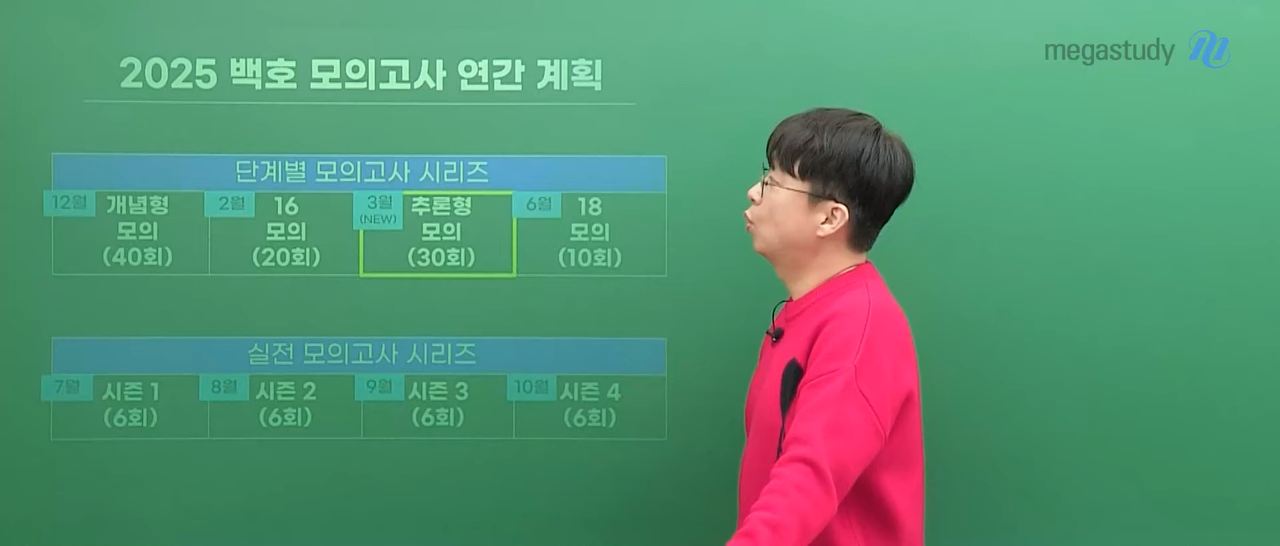 megastudy
2025 백호 모의고사 연간 계획
단계별 모의고사 시리즈
12월 개념형 모의 (40회)
2월 16 모의 (20회)
3월 (NEW) 추론형 모의 (30회)
6월 18 모의 (10회)
실전 모의고사 시리즈
7월 시즌 1 (6회)
8월 시즌 2 (6회)
9월 시즌 3 (6회)
10월 시즌 4 (6회)